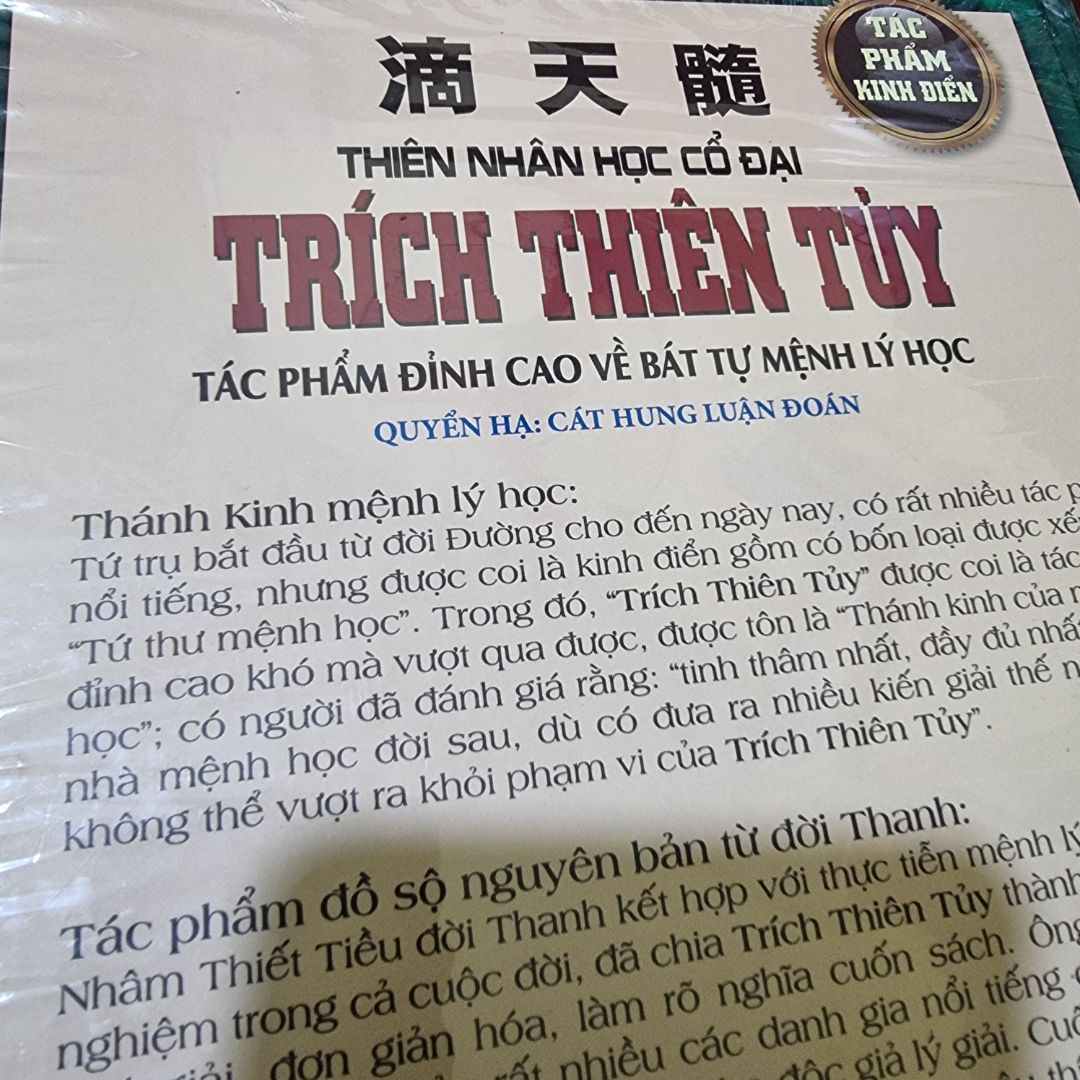 滴天髓
TÁC
PHẨM
KINH ĐIỂN
THIÊN NHÂN HỌC CỔ ĐẠI
TRÍCH THIÊN TỦY
TÁC PHẨM ĐỈNH CAO VỀ BÁT TỰ MỆNH LÝ HỌC
QUYỂN HẠ: CÁT HUNG LUẬN ĐOÁN
Thánh Kinh mệnh lý học:
Tứ trụ bắt đầu từ đời Đường cho đến ngày nay, có rất nhiều tác
nổi tiếng, nhưng được coi là kinh điển gồm có bốn loại được
“Tứ thư mệnh học”. Trong đó, “Trích Thiên Tủy” được coi là tác
đỉnh cao khó mà vượt qua được, được tôn là “Thánh kinh của
học”; có người đã đánh giá rằng: “tinh thâm nhất, đầy đủ nhất
nhà mệnh học đời sau, dù có đưa ra nhiều kiến giải thế
không thể vượt ra khỏi phạm vi của Trích Thiên Tủy”.
Tác phẩm đồ sộ nguyên bản từ đời Thanh:
Nhâm Thiết Tiều đời Thanh kết hợp với thực tiễn mệnh lý
nghiệm trong cả cuộc đời, đã chia Trích Thiên Tủy thành
giải, đơn giản hóa, làm rõ nghĩa cuốn sách. Ông
rất nhiều các danh gia nổi tiếng
độc giả lý giải.